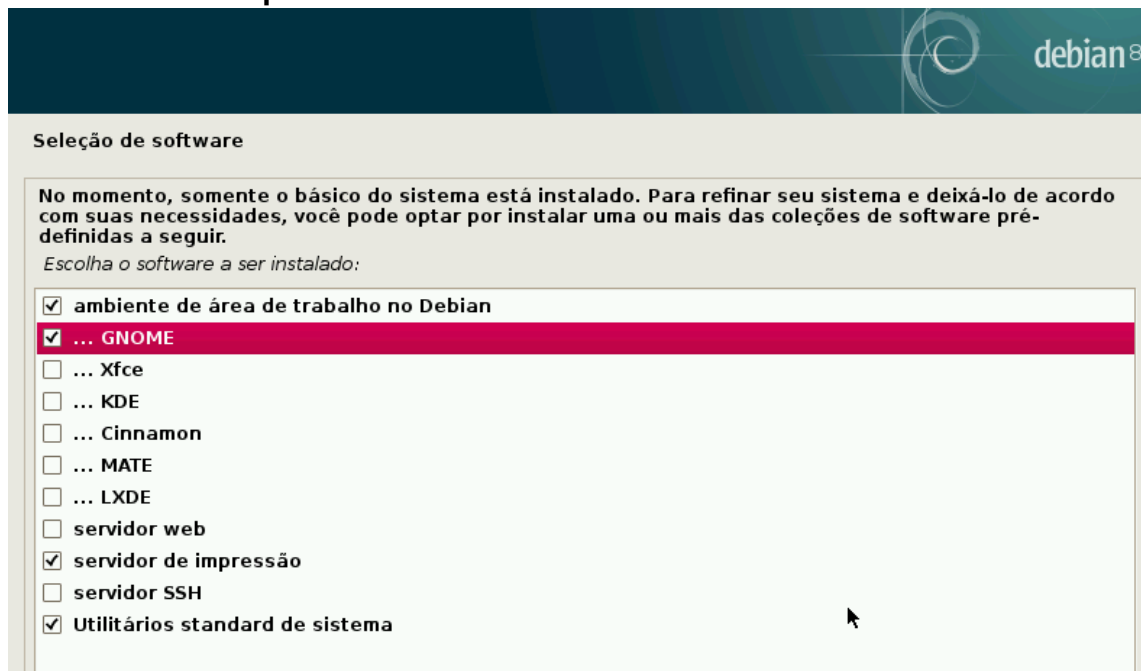 debian 8
Seleção de software
No momento, somente o básico do sistema está instalado. Para refinar seu sistema e deixá-lo de acordo
com suas necessidades, você pode optar por instalar uma ou mais das coleções de software pré-
definidas a seguir.
Escolha o software a ser instalado:
ambiente de área de trabalho no Debian
... GNOME
... Xfce
... KDE
... Cinnamon
... MATE
... LXDE
servidor web
servidor de impressão
servidor SSH
Utilitários standard de sistema